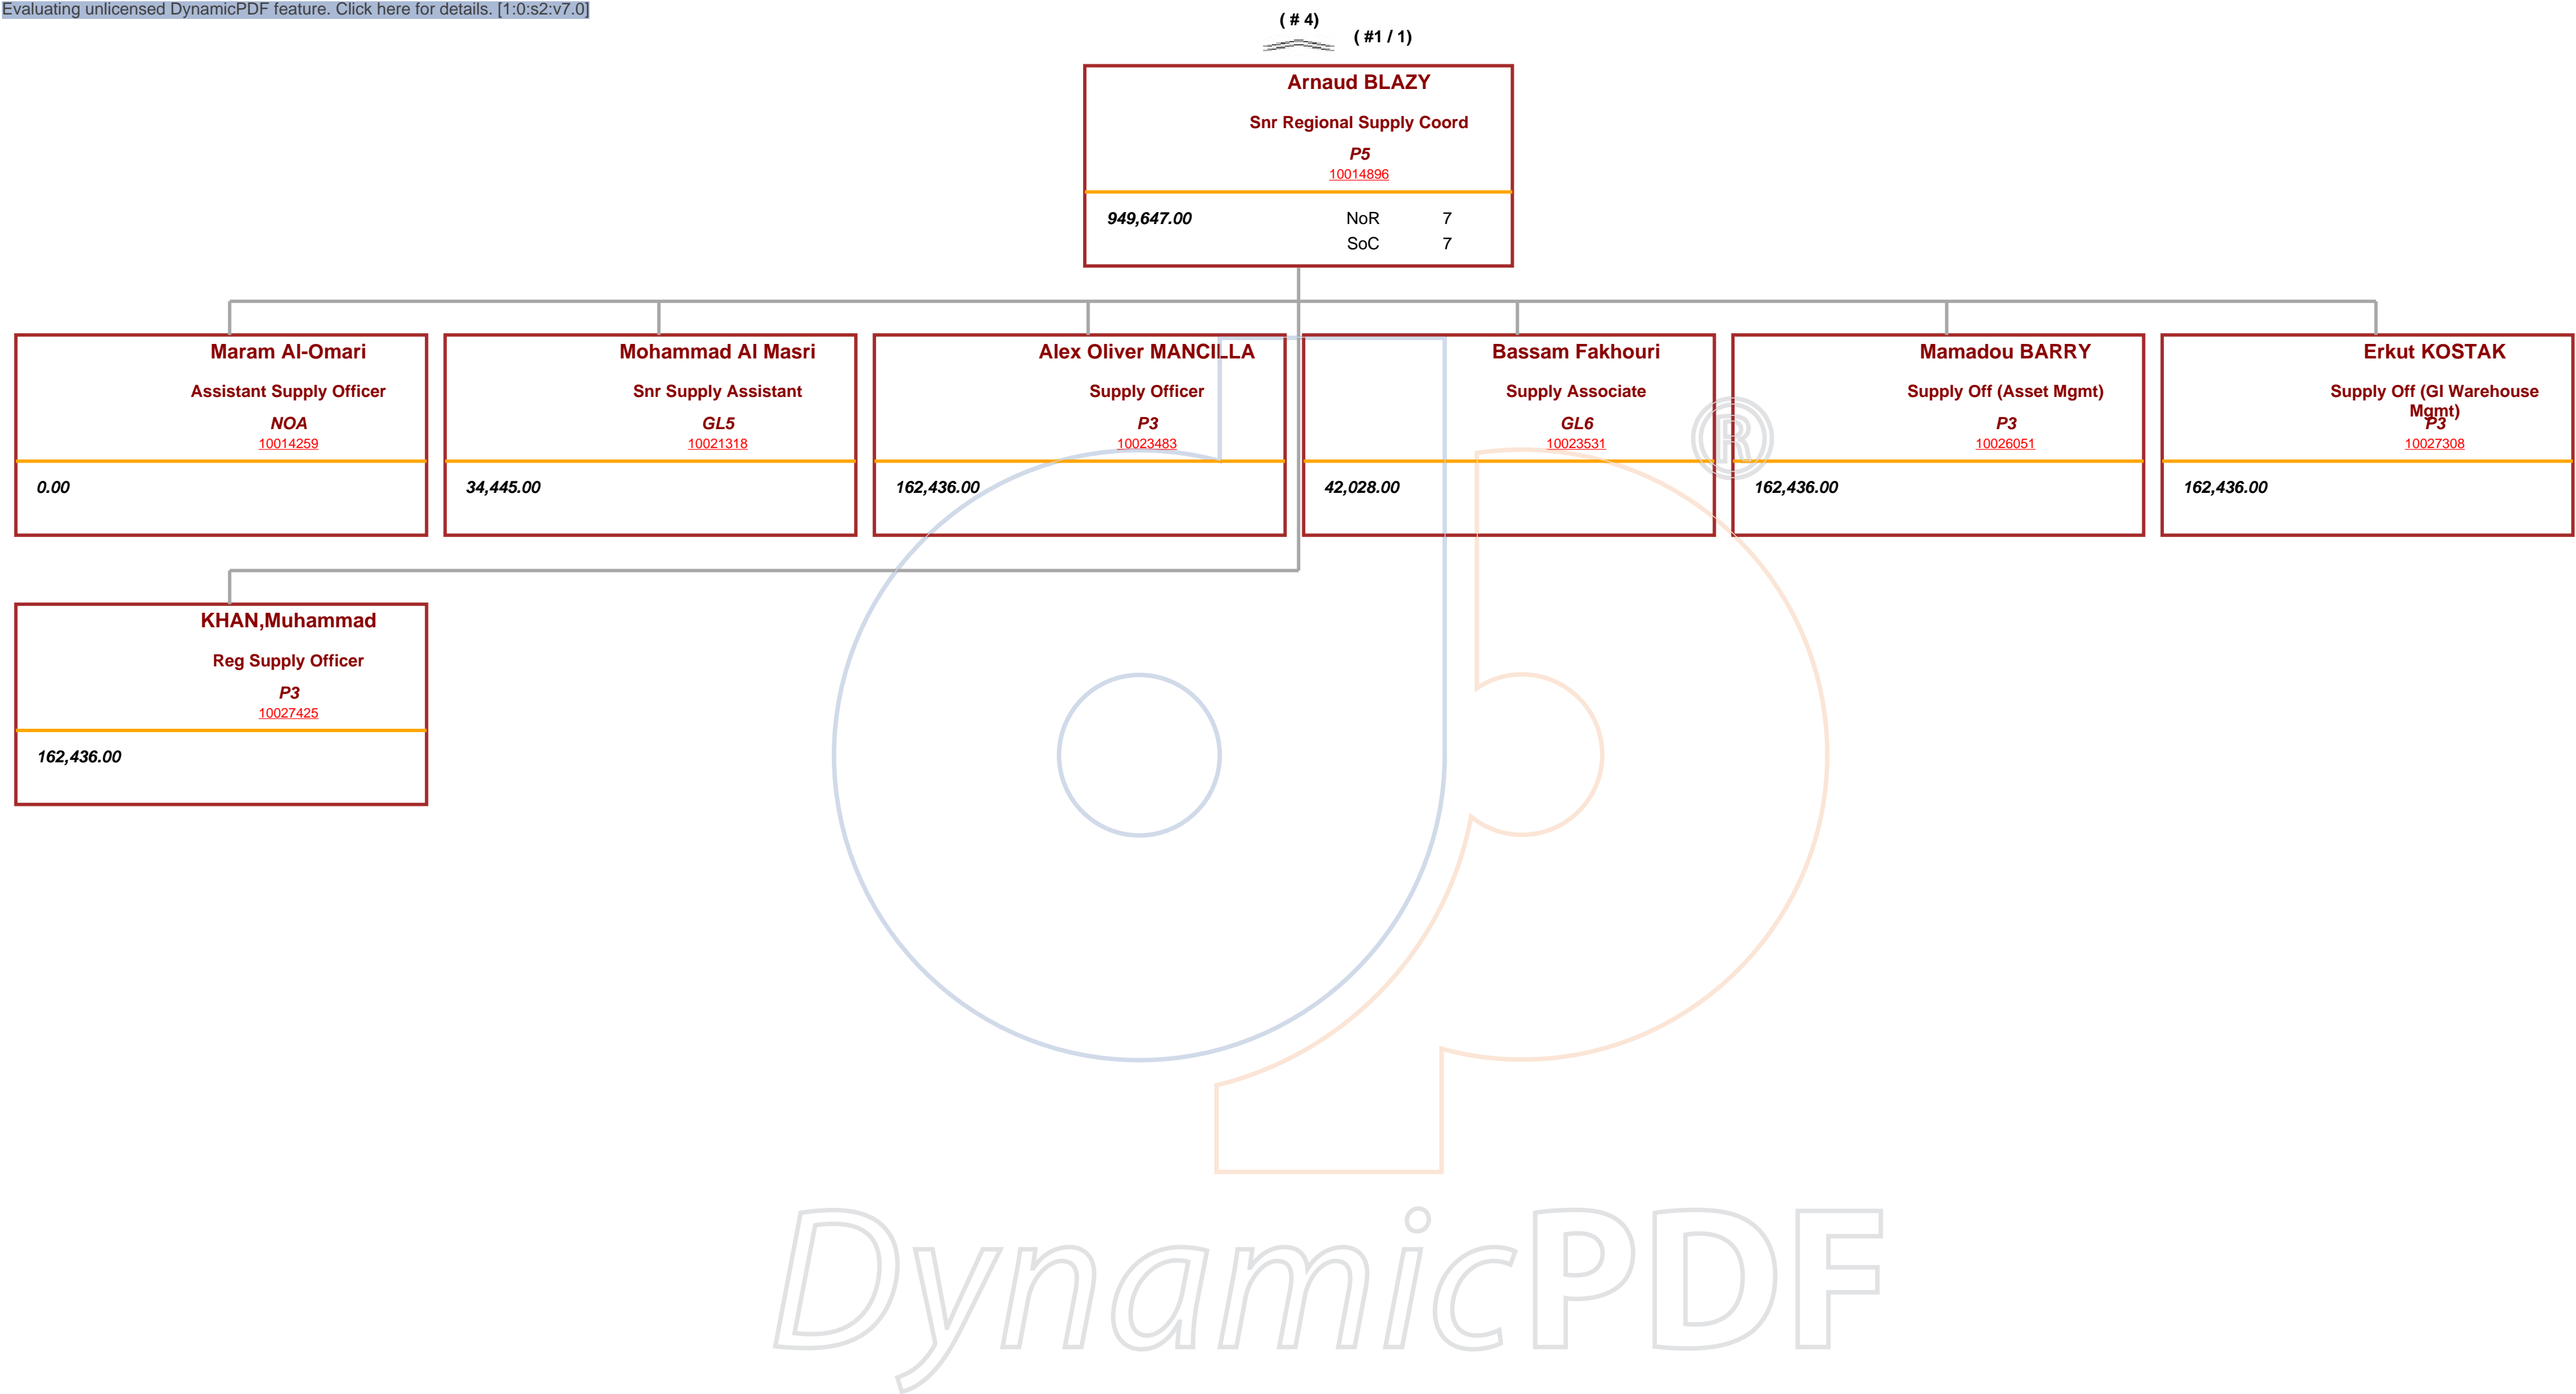 Evaluating unlicensed DynamicPDF feature. Click here for details. [1:0:s2:v7.0]
( # 4)
( #1 / 1)
Arnaud BLAZY
Snr Regional Supply Coord
P5
10014896
949,647.00 NoR 7
SoC 7
Maram Al-Omari
Assistant Supply Officer
NOA
10014259
0.00
Mohammad Al Masri
Snr Supply Assistant
GL5
10021318
34,445.00
Alex Oliver MANCILLA
Supply Officer
P3
10023483
162,436.00
Bassam Fakhouri
Supply Associate
GL6
10023531
42,028.00
Mamadou BARRY
Supply Off (Asset Mgmt)
P3
10026051
162,436.00
Erkut KOSTAK
Supply Off (GI Warehouse
Mgmt)
P3
10027308
162,436.00
KHAN,Muhammad
Reg Supply Officer
P3
10027425
162,436.00
®
DynamicPDF